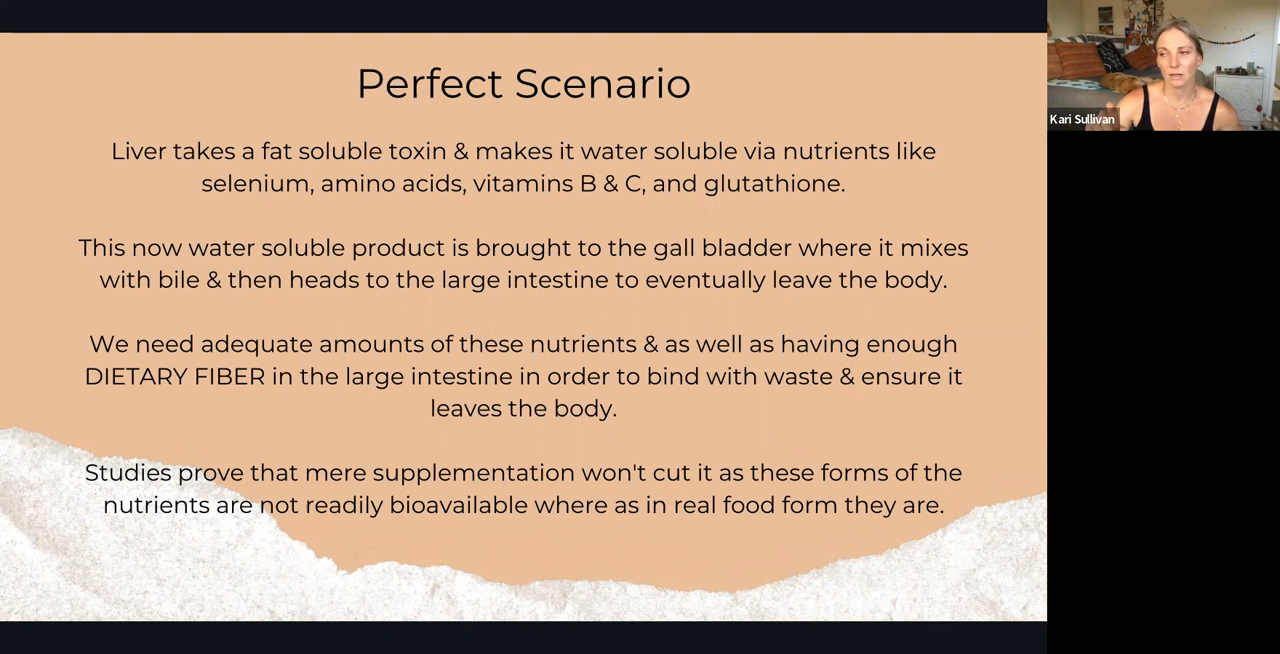 Perfect Scenario
Liver takes a fat soluble toxin & makes it water soluble via nutrients like
selenium, amino acids, vitamins B & C, and glutathione.
This now water soluble product is brought to the gall bladder where it mixes
with bile & then heads to the large intestine to eventually leave the body.
We need adequate amounts of these nutrients & as well as having enough
DIETARY FIBER in the large intestine in order to bind with waste & ensure it
leaves the body.
Studies prove that mere supplementation won't cut it as these forms of the
nutrients are not readily bioavailable where as in real food form they are.
Kari Sullivan